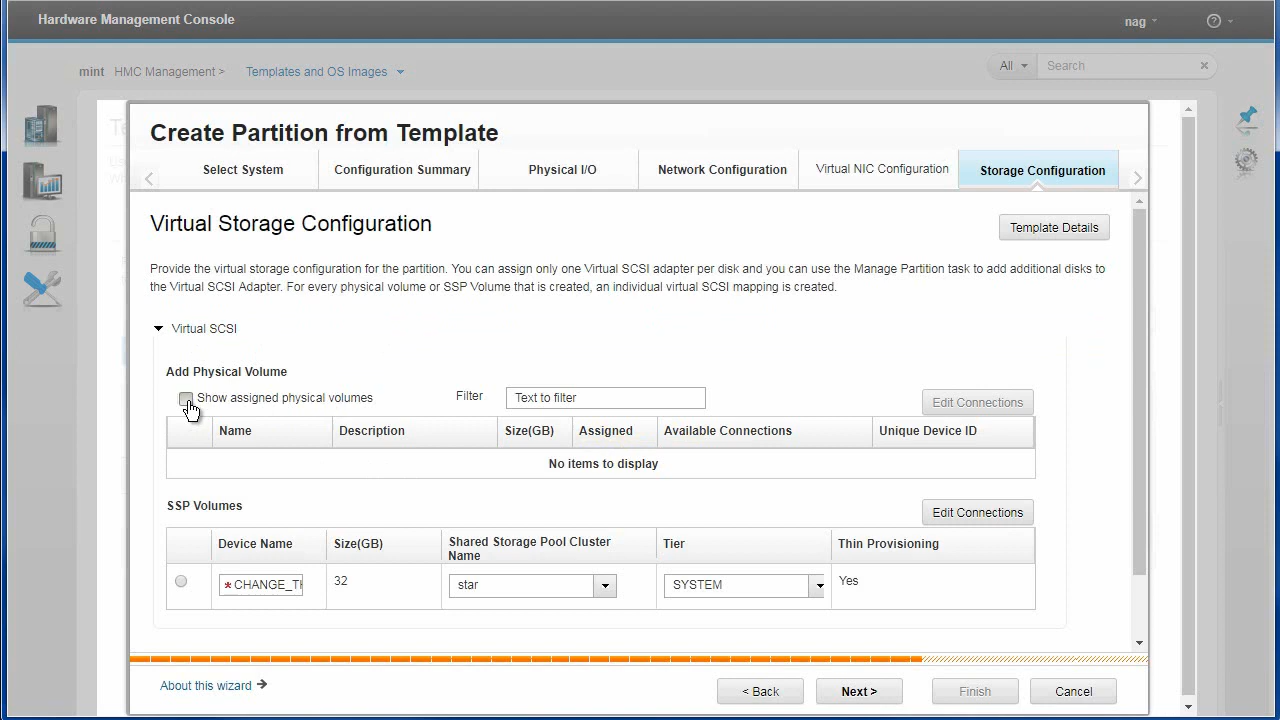 Hardware Management Console
nag
mint HMC Management > Templates and OS Images
All Search
Create Partition from Template
Select System
Configuration Summary
Physical I/O
Network Configuration
Virtual NIC Configuration
Storage Configuration
Virtual Storage Configuration
Template Details
Provide the virtual storage configuration for the partition. You can assign only one Virtual SCSI adapter per disk and you can use the Manage Partition task to add additional disks to
the Virtual SCSI Adapter. For every physical volume or SSP Volume that is created, an individual virtual SCSI mapping is created.
Virtual SCSI
Add Physical Volume
Show assigned physical volumes
Filter
Text to filter
Edit Connections
Name Description Size(GB) Assigned Available Connections Unique Device ID
No items to display
SSP Volumes
Edit Connections
Device Name Size(GB) Shared Storage Pool Cluster
Name Tier Thin Provisioning
* CHANGE_TH 32 star SYSTEM Yes
About this wizard
< Back
Next >
Finish
Cancel